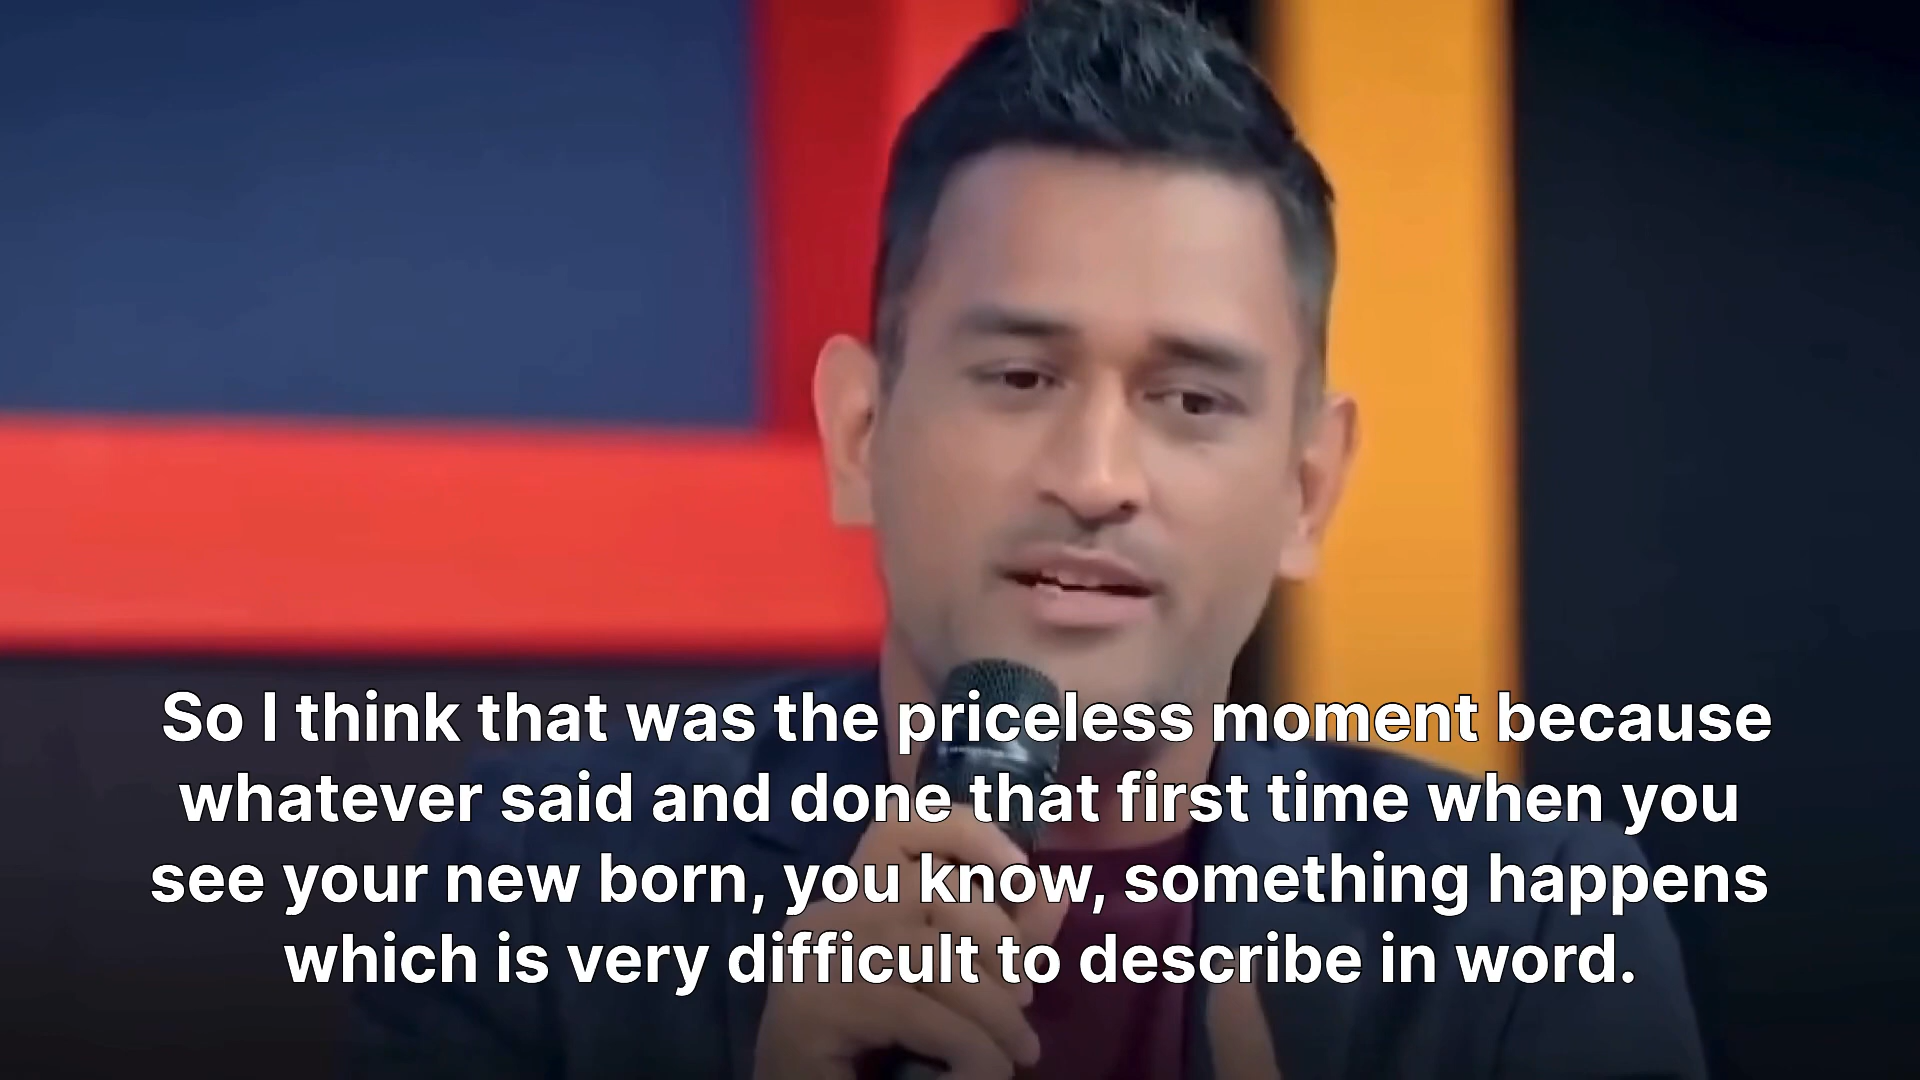 So I think that was the priceless moment because
whatever said and done that first time when you
see your new born, you know, something happens
which is very difficult to describe in word.